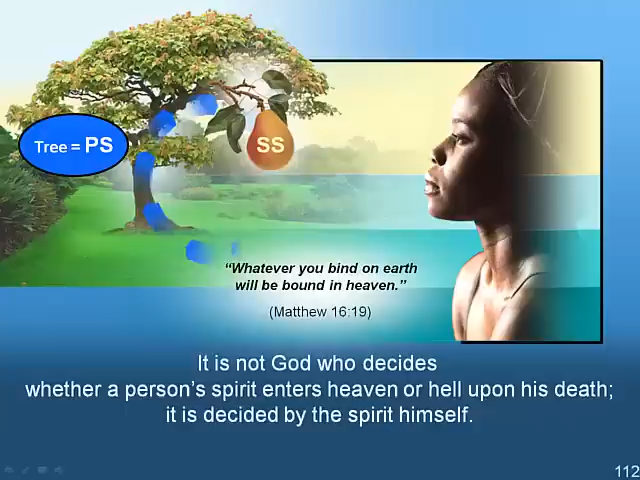 Tree = PS
SS
“Whatever you bind on earth
will be bound in heaven.”
(Matthew 16:19)
It is not God who decides
whether a person’s spirit enters heaven or hell upon his death;
it is decided by the spirit himself.
112